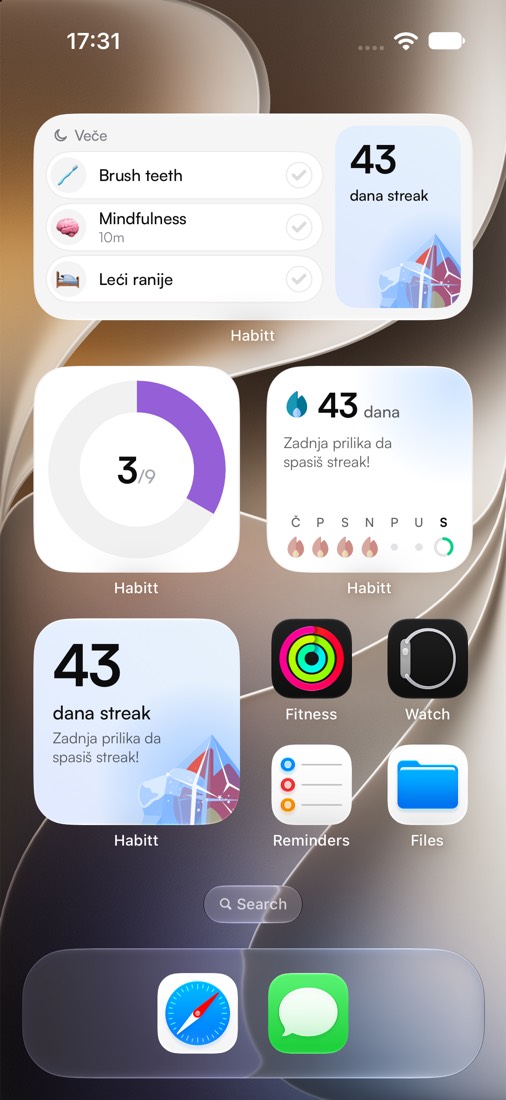 17:31
Veče
Brush teeth
Mindfulness
10m
Leći ranije
43
dana streak
Habitt
3/9
Habitt
43 dana
Zadnja prilika da
spasiš streak!
Č P S N P U S
Habitt
43
dana streak
Zadnja prilika da
spasiš streak!
Habitt
Fitness
Watch
Reminders
Files
Search